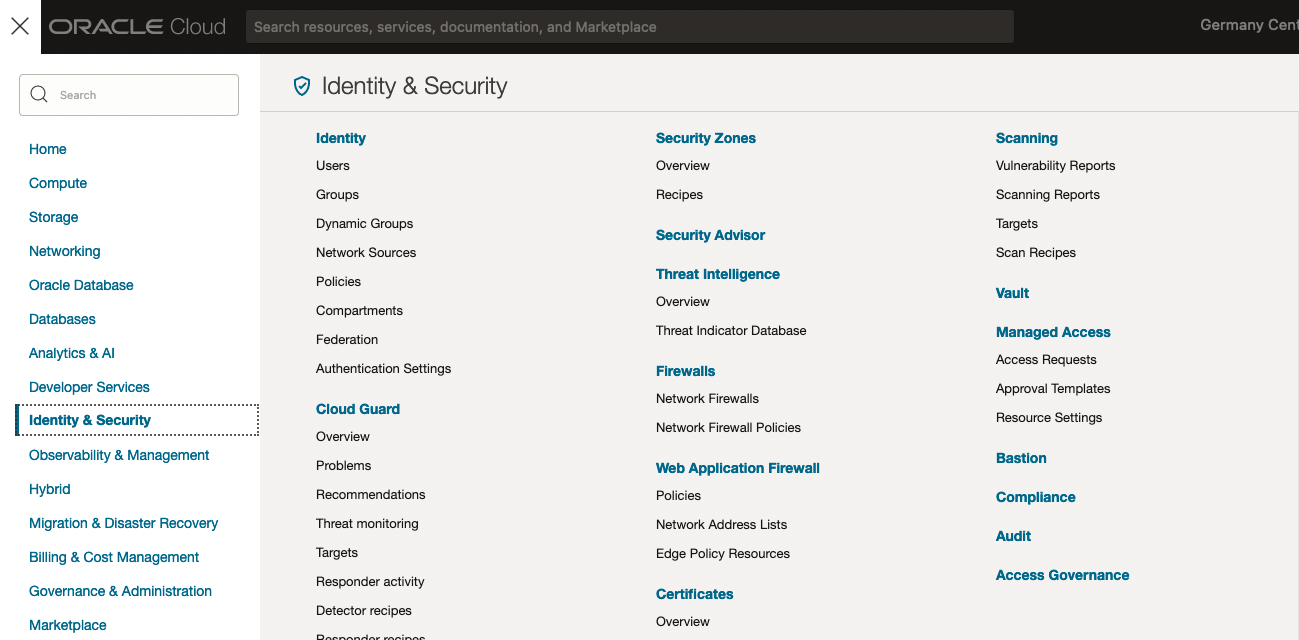 ORACLE Cloud
Search resources, services, documentation, and Marketplace
Germany Cent
Search
Home
Compute
Storage
Networking
Oracle Database
Databases
Analytics & AI
Developer Services
Identity & Security
Observability & Management
Hybrid
Migration & Disaster Recovery
Billing & Cost Management
Governance & Administration
Marketplace
Identity & Security
Identity
Users
Groups
Dynamic Groups
Network Sources
Policies
Compartments
Federation
Authentication Settings
Cloud Guard
Overview
Problems
Recommendations
Threat monitoring
Targets
Responder activity
Detector recipes
Responder recipes
Security Zones
Overview
Recipes
Security Advisor
Threat Intelligence
Overview
Threat Indicator Database
Firewalls
Network Firewalls
Network Firewall Policies
Web Application Firewall
Policies
Network Address Lists
Edge Policy Resources
Certificates
Overview
Scanning
Vulnerability Reports
Scanning Reports
Targets
Scan Recipes
Vault
Managed Access
Access Requests
Approval Templates
Resource Settings
Bastion
Compliance
Audit
Access Governance